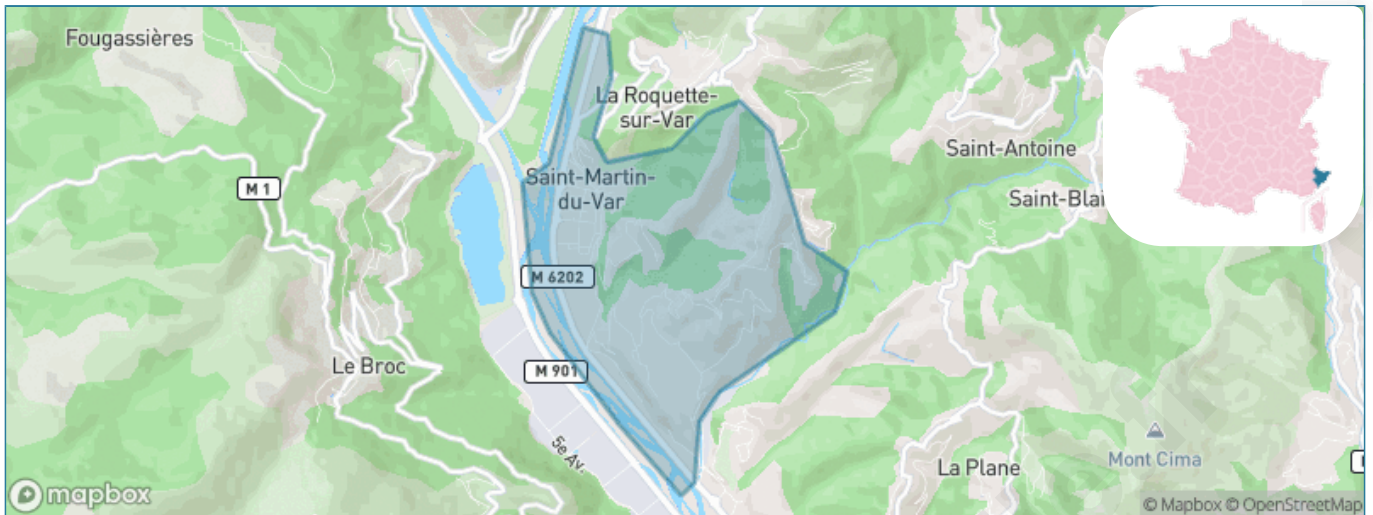 Fougassières
La Roquette-
sur-Var
Saint-Antoine
Saint-Martin-
du-Var
M 1
Saint-Blai
M 6202
Le Broc
M 901
5e Av.
La Plane
Mont Cima
mapbox
© Mapbox © OpenStreetMap